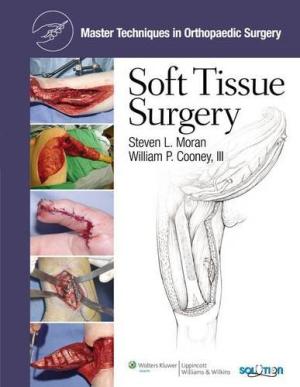 Master Techniques in Orthopaedic Surgery
Soft Tissue
Surgery
Steven L. Moran
William P. Cooney, III
Wolters Kluwer
Lippincott
Williams & Wilkins
SOLUTION